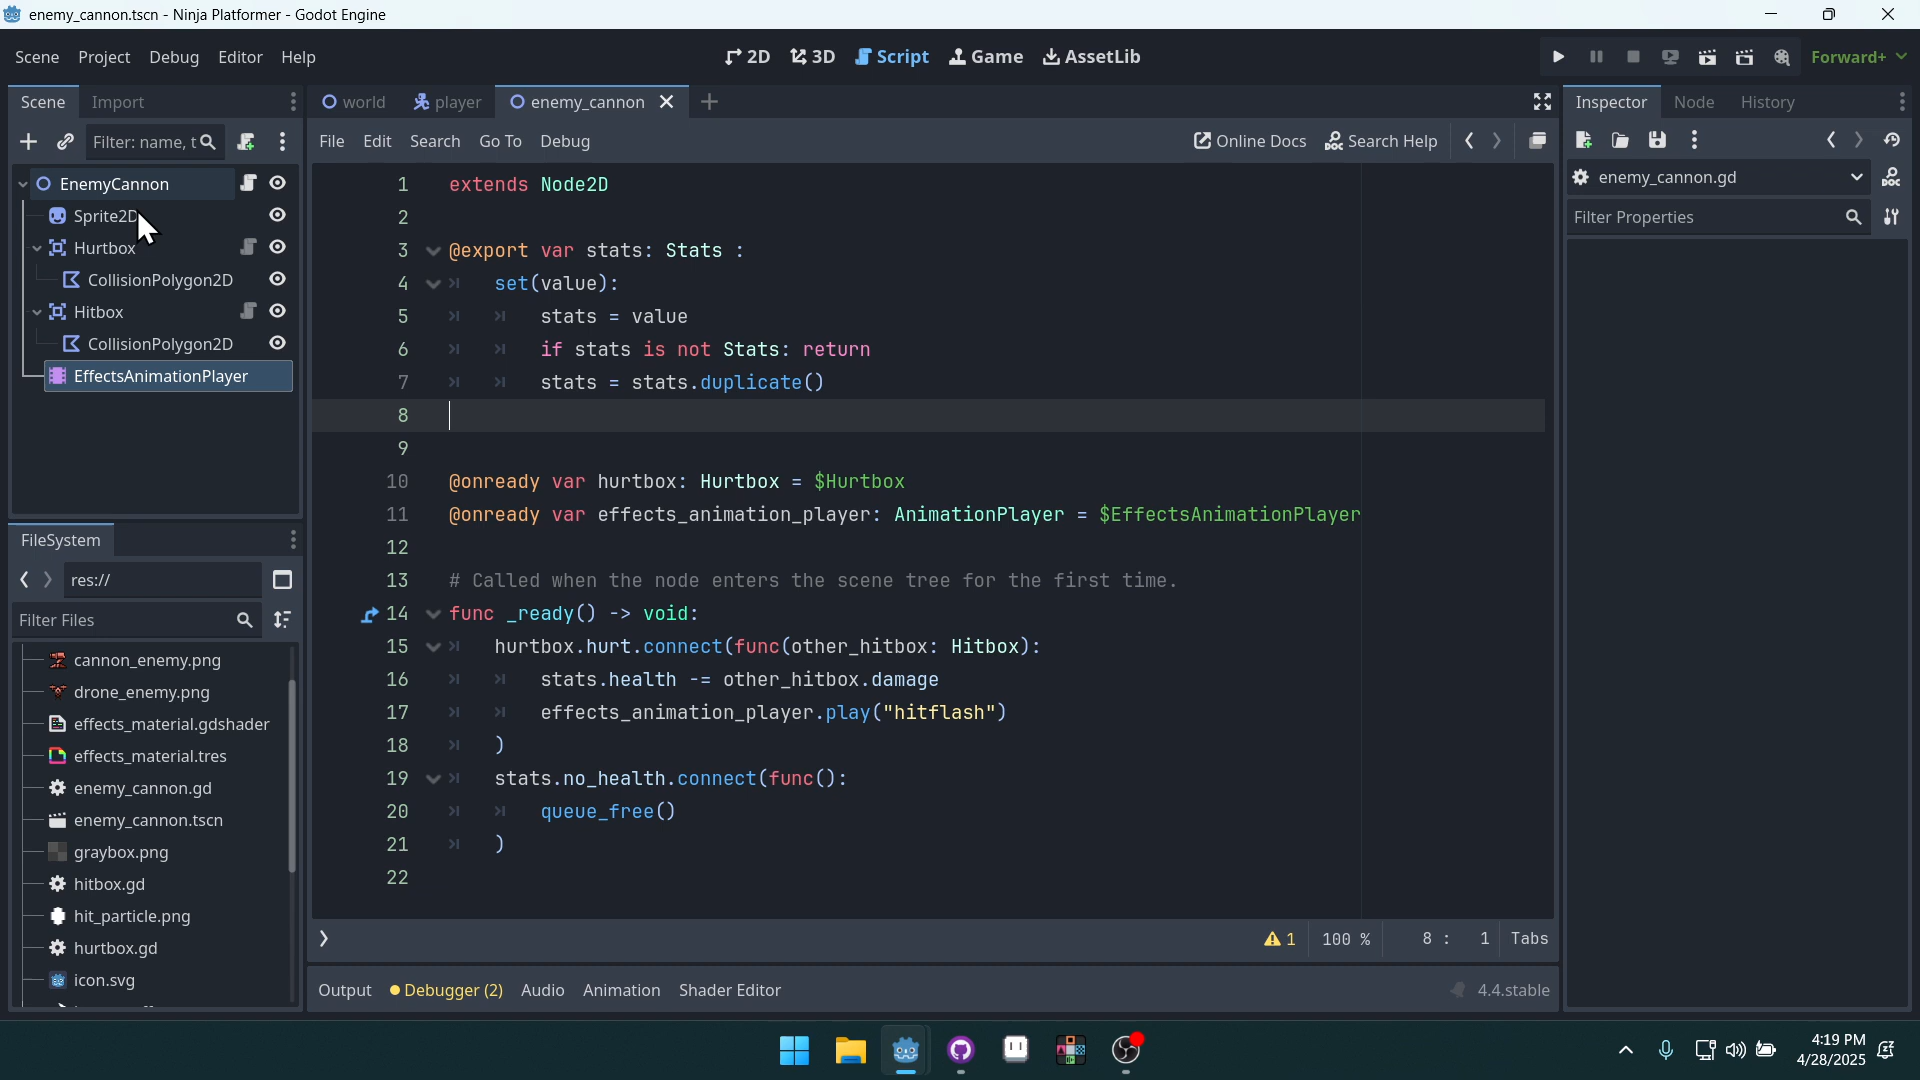 enemy_cannon.tscn - Ninja Platformer - Godot Engine
Scene Project Debug Editor Help
2D 3D Script Game AssetLib
Forward+
Scene Import
world player enemy_cannon
Inspector Node History
Filter: name, t
File Edit Search Go To Debug
Online Docs Search Help
enemy_cannon.gd
Filter Properties
EnemyCannon
Sprite2D
Hurtbox
CollisionPolygon2D
Hitbox
CollisionPolygon2D
EffectsAnimationPlayer
1 extends Node2D
2
3 @export var stats: Stats :
4 set(value):
5 stats = value
6 if stats is not Stats: return
7 stats = stats.duplicate()
8
9
10 @onready var hurtbox: Hurtbox = $Hurtbox
11 @onready var effects_animation_player: AnimationPlayer = $EffectsAnimationPlayer
12
13 # Called when the node enters the scene tree for the first time.
14 func _ready() -> void:
15 hurtbox.hurt.connect(func(other_hitbox: Hitbox):
16 stats.health -= other_hitbox.damage
17 effects_animation_player.play("hitflash")
18 )
19 stats.no_health.connect(func():
20 queue_free()
21 )
22
FileSystem
res://
Filter Files
cannon_enemy.png
drone_enemy.png
effects_material.gdshader
effects_material.tres
enemy_cannon.gd
enemy_cannon.tscn
graybox.png
hitbox.gd
hit_particle.png
hurtbox.gd
icon.svg
1 100 % 8 : 1 Tabs
Output Debugger (2) Audio Animation Shader Editor
4.4.stable
4:19 PM
4/28/2025